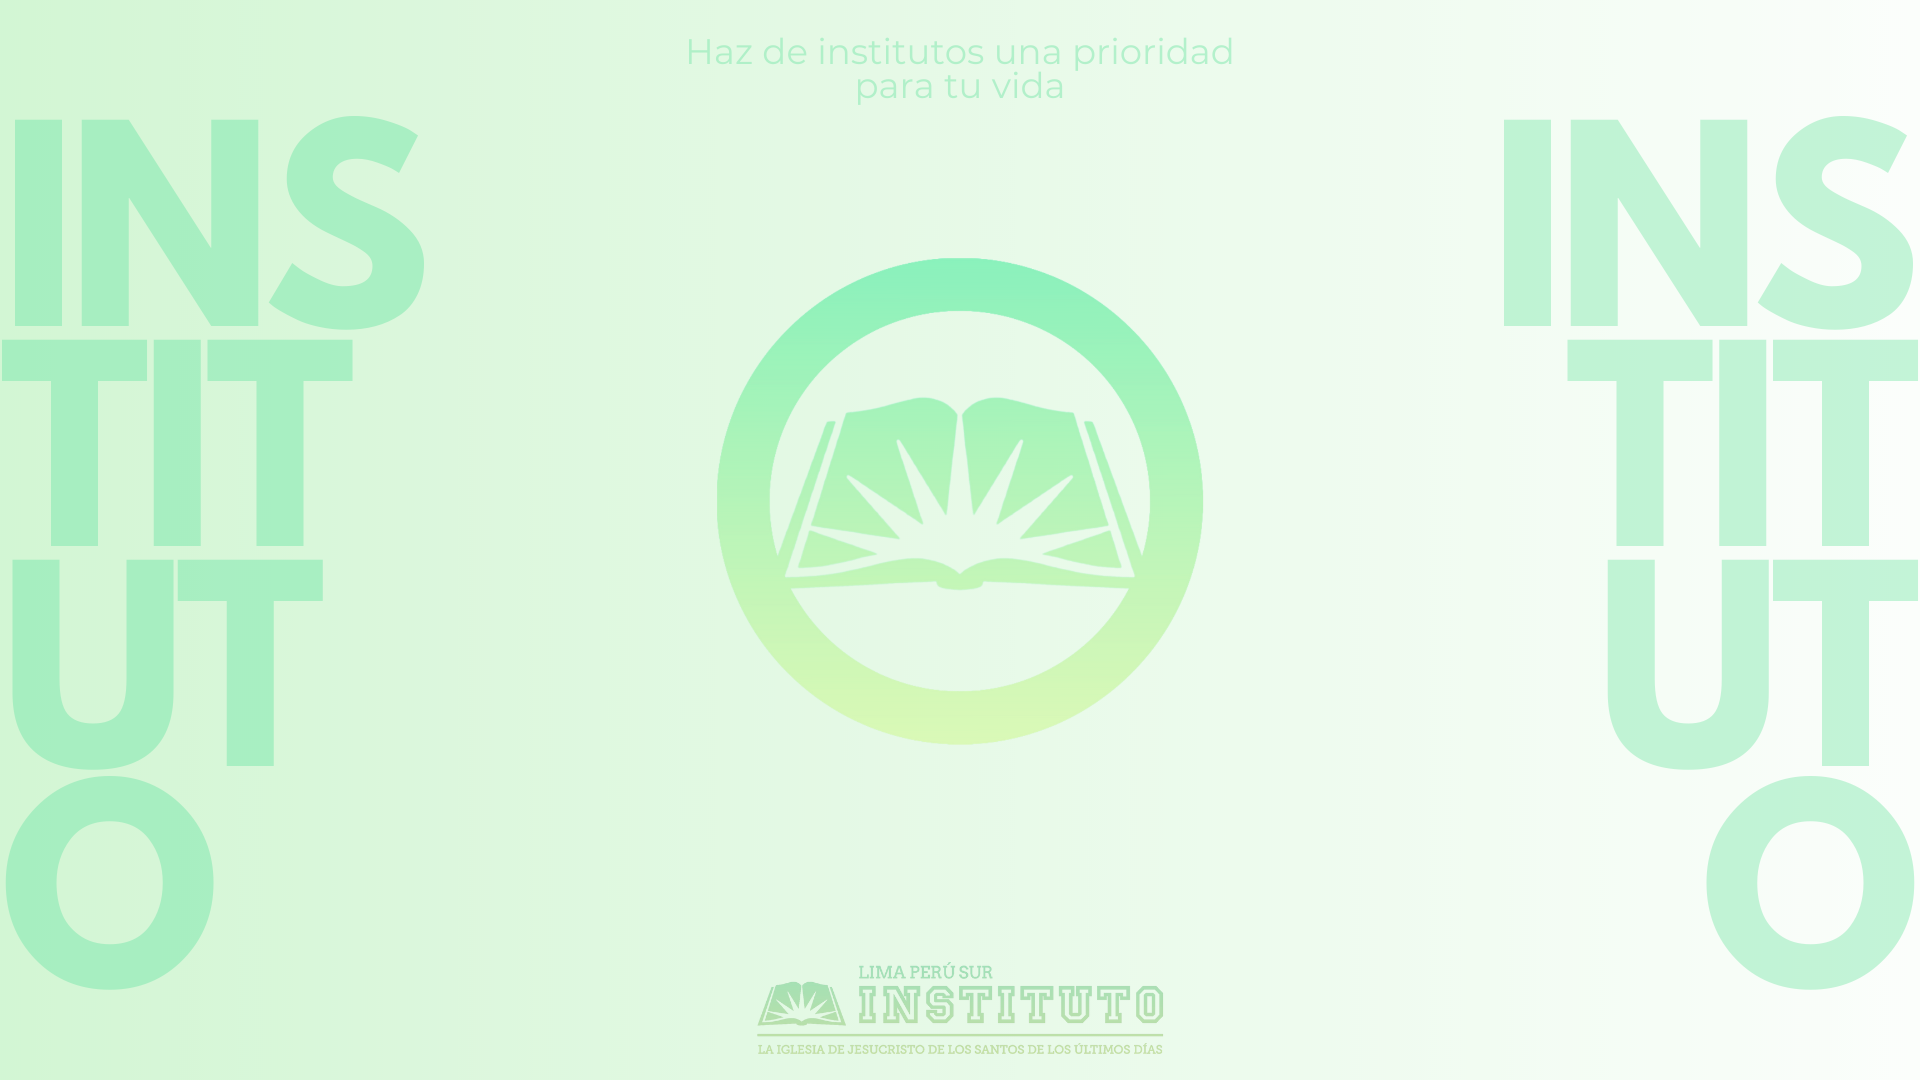 Haz de institutos una prioridad
para tu vida
INS
TIT
UT
O
INS
TIT
UT
O
LIMA PERÚ SUR
INSTITUTO
LA IGLESIA DE JESUCRISTO DE LOS SANTOS DE LOS ÚLTIMOS DÍAS